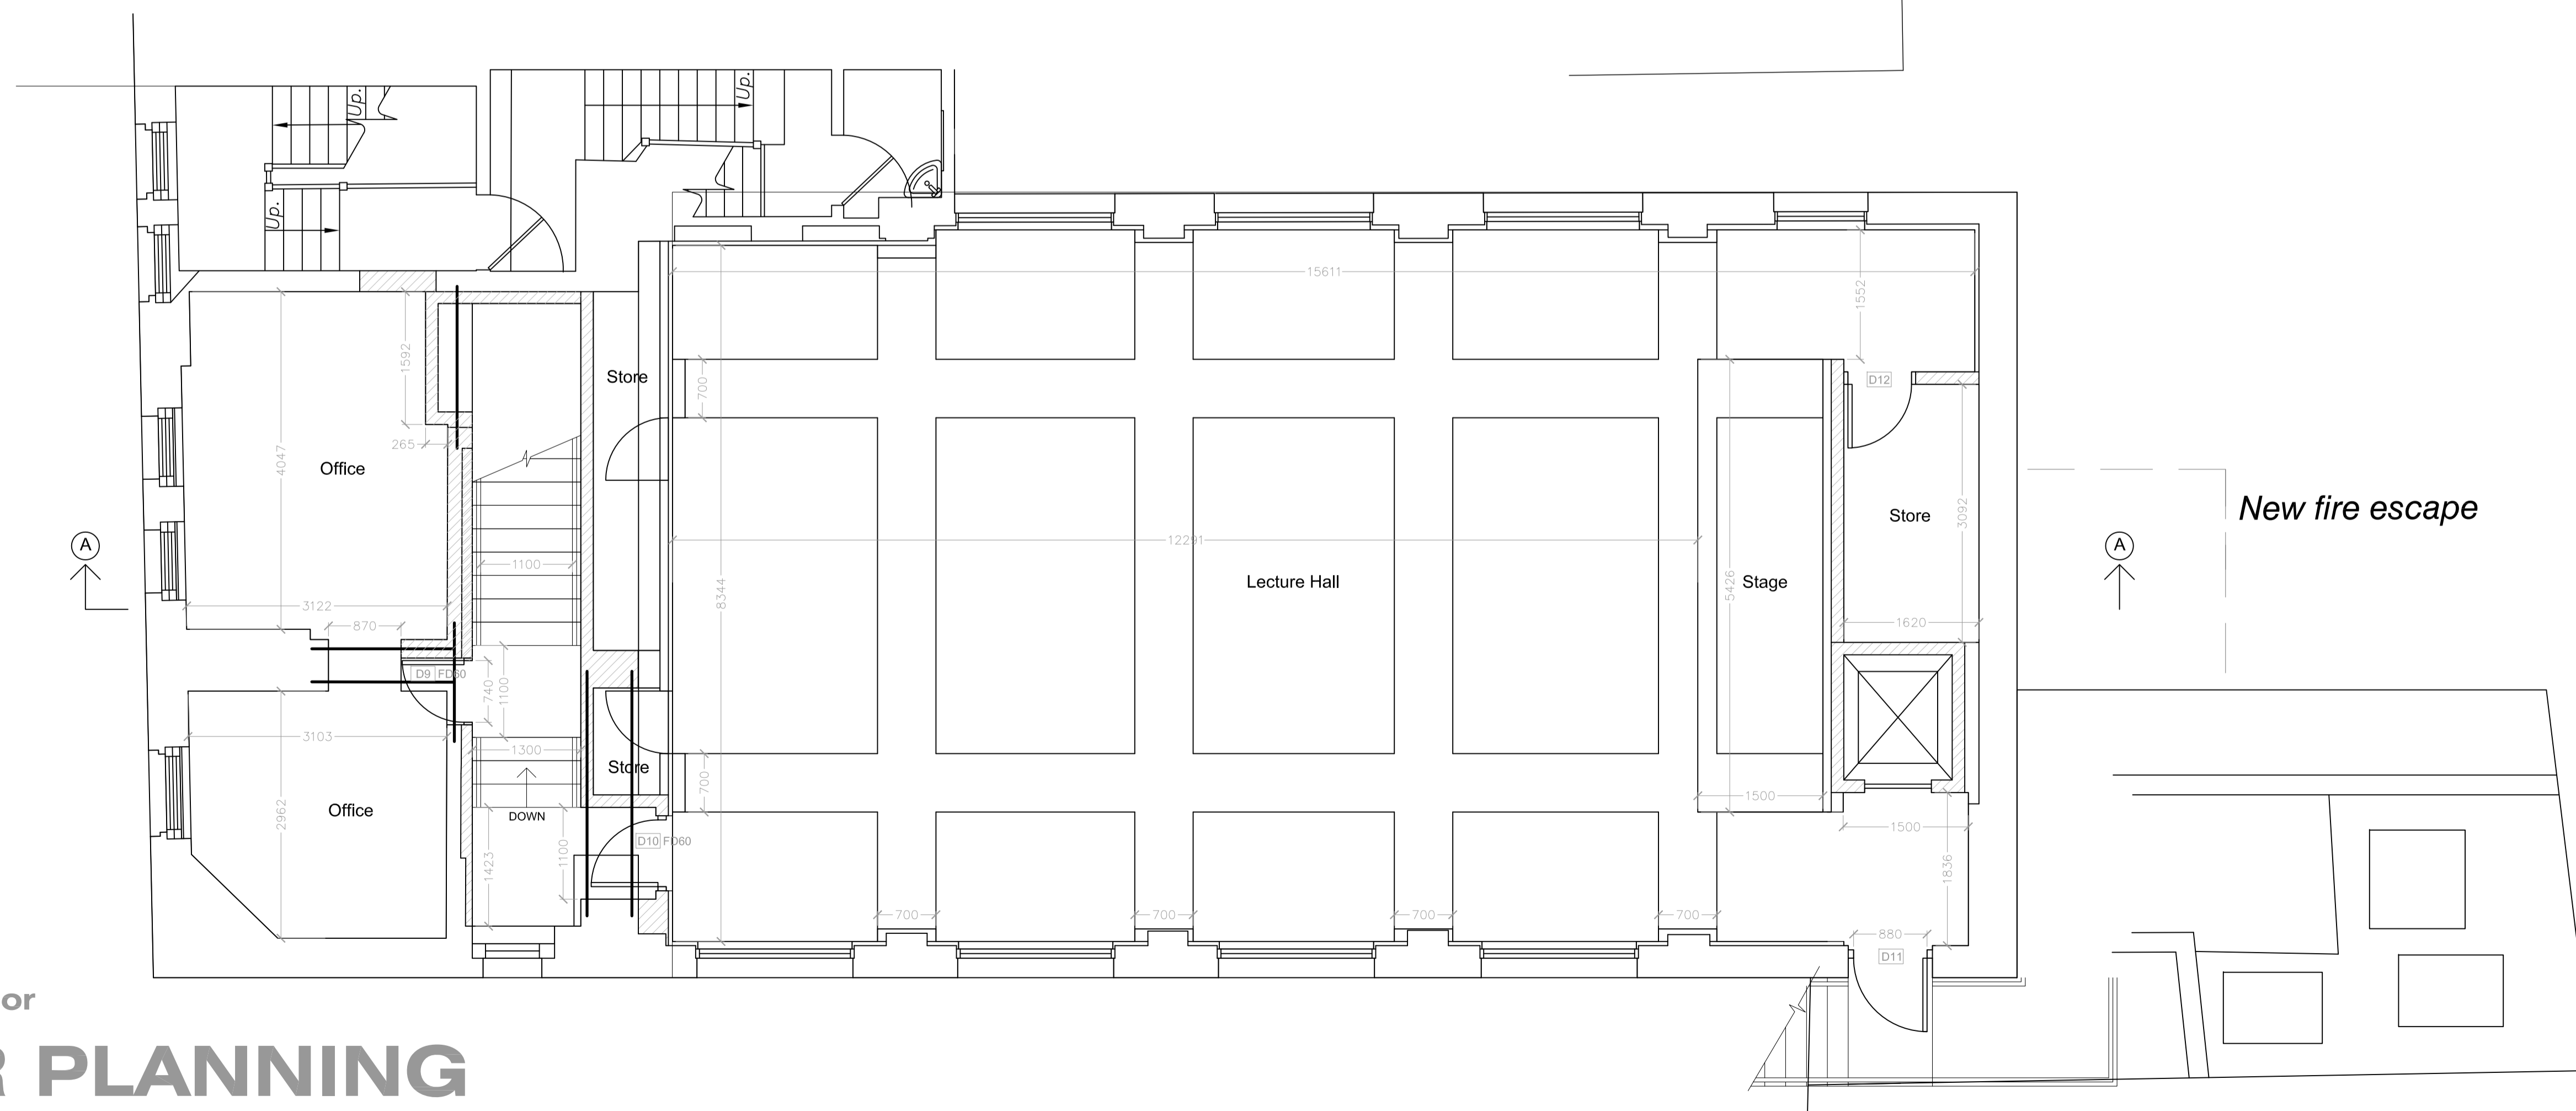 Up.
Up.
Up.
15611
1552
1592
Store
700
D12
265
4047
Office
3092
Store
New fire escape
A
A
12291
1100
8344
Lecture Hall
5426
Stage
3122
870
1620
D9 FD60
740
1100
3103
1300
Store
700
1500
2962
Office
DOWN
1423
1100
D10 FD60
1500
1836
700
700
700
700
880
D11
or
R PLANNING